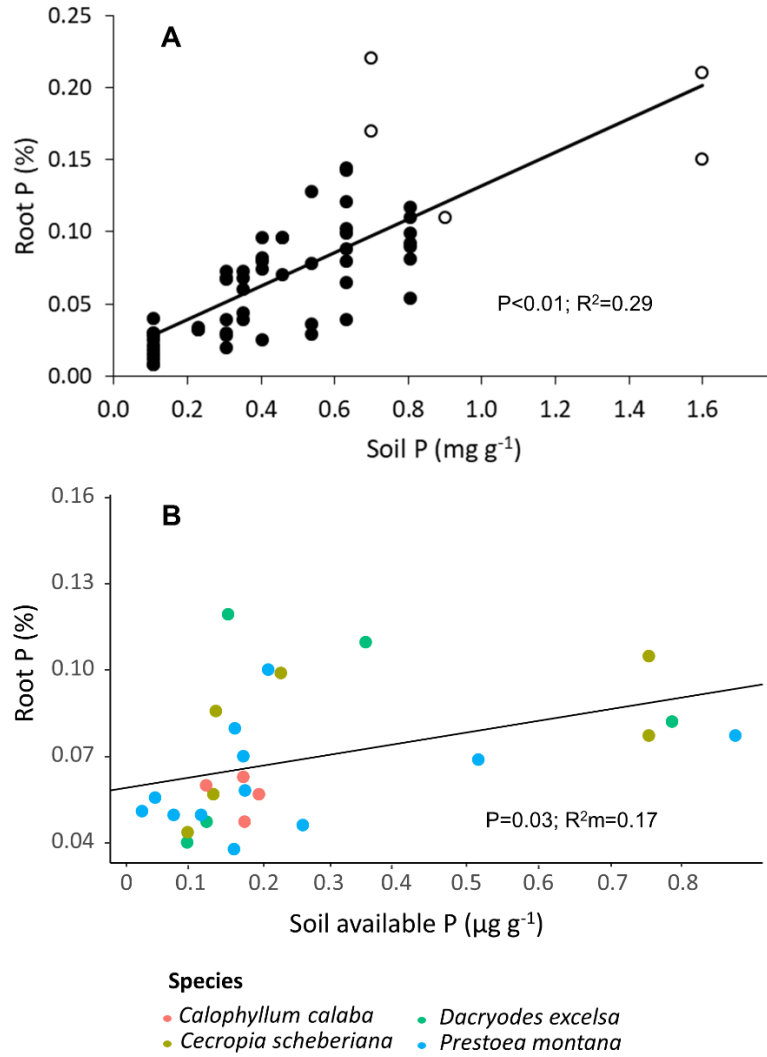 A
0.25
0.20
0.15
0.10
0.05
0.00
Root P (%)
P<0.01; R²=0.29
0.0 0.2 0.4 0.6 0.8 1.0 1.2 1.4 1.6
Soil P (mg g⁻¹)
B
0.16
0.13
0.10
0.07
0.04
Root P (%)
P=0.03; R²m=0.17
0 0.1 0.2 0.3 0.4 0.5 0.6 0.7 0.8
Soil available P (µg g⁻¹)
Species
Calophyllum calaba
Dacryodes excelsa
Cecropia scheberiana
Prestoea montana